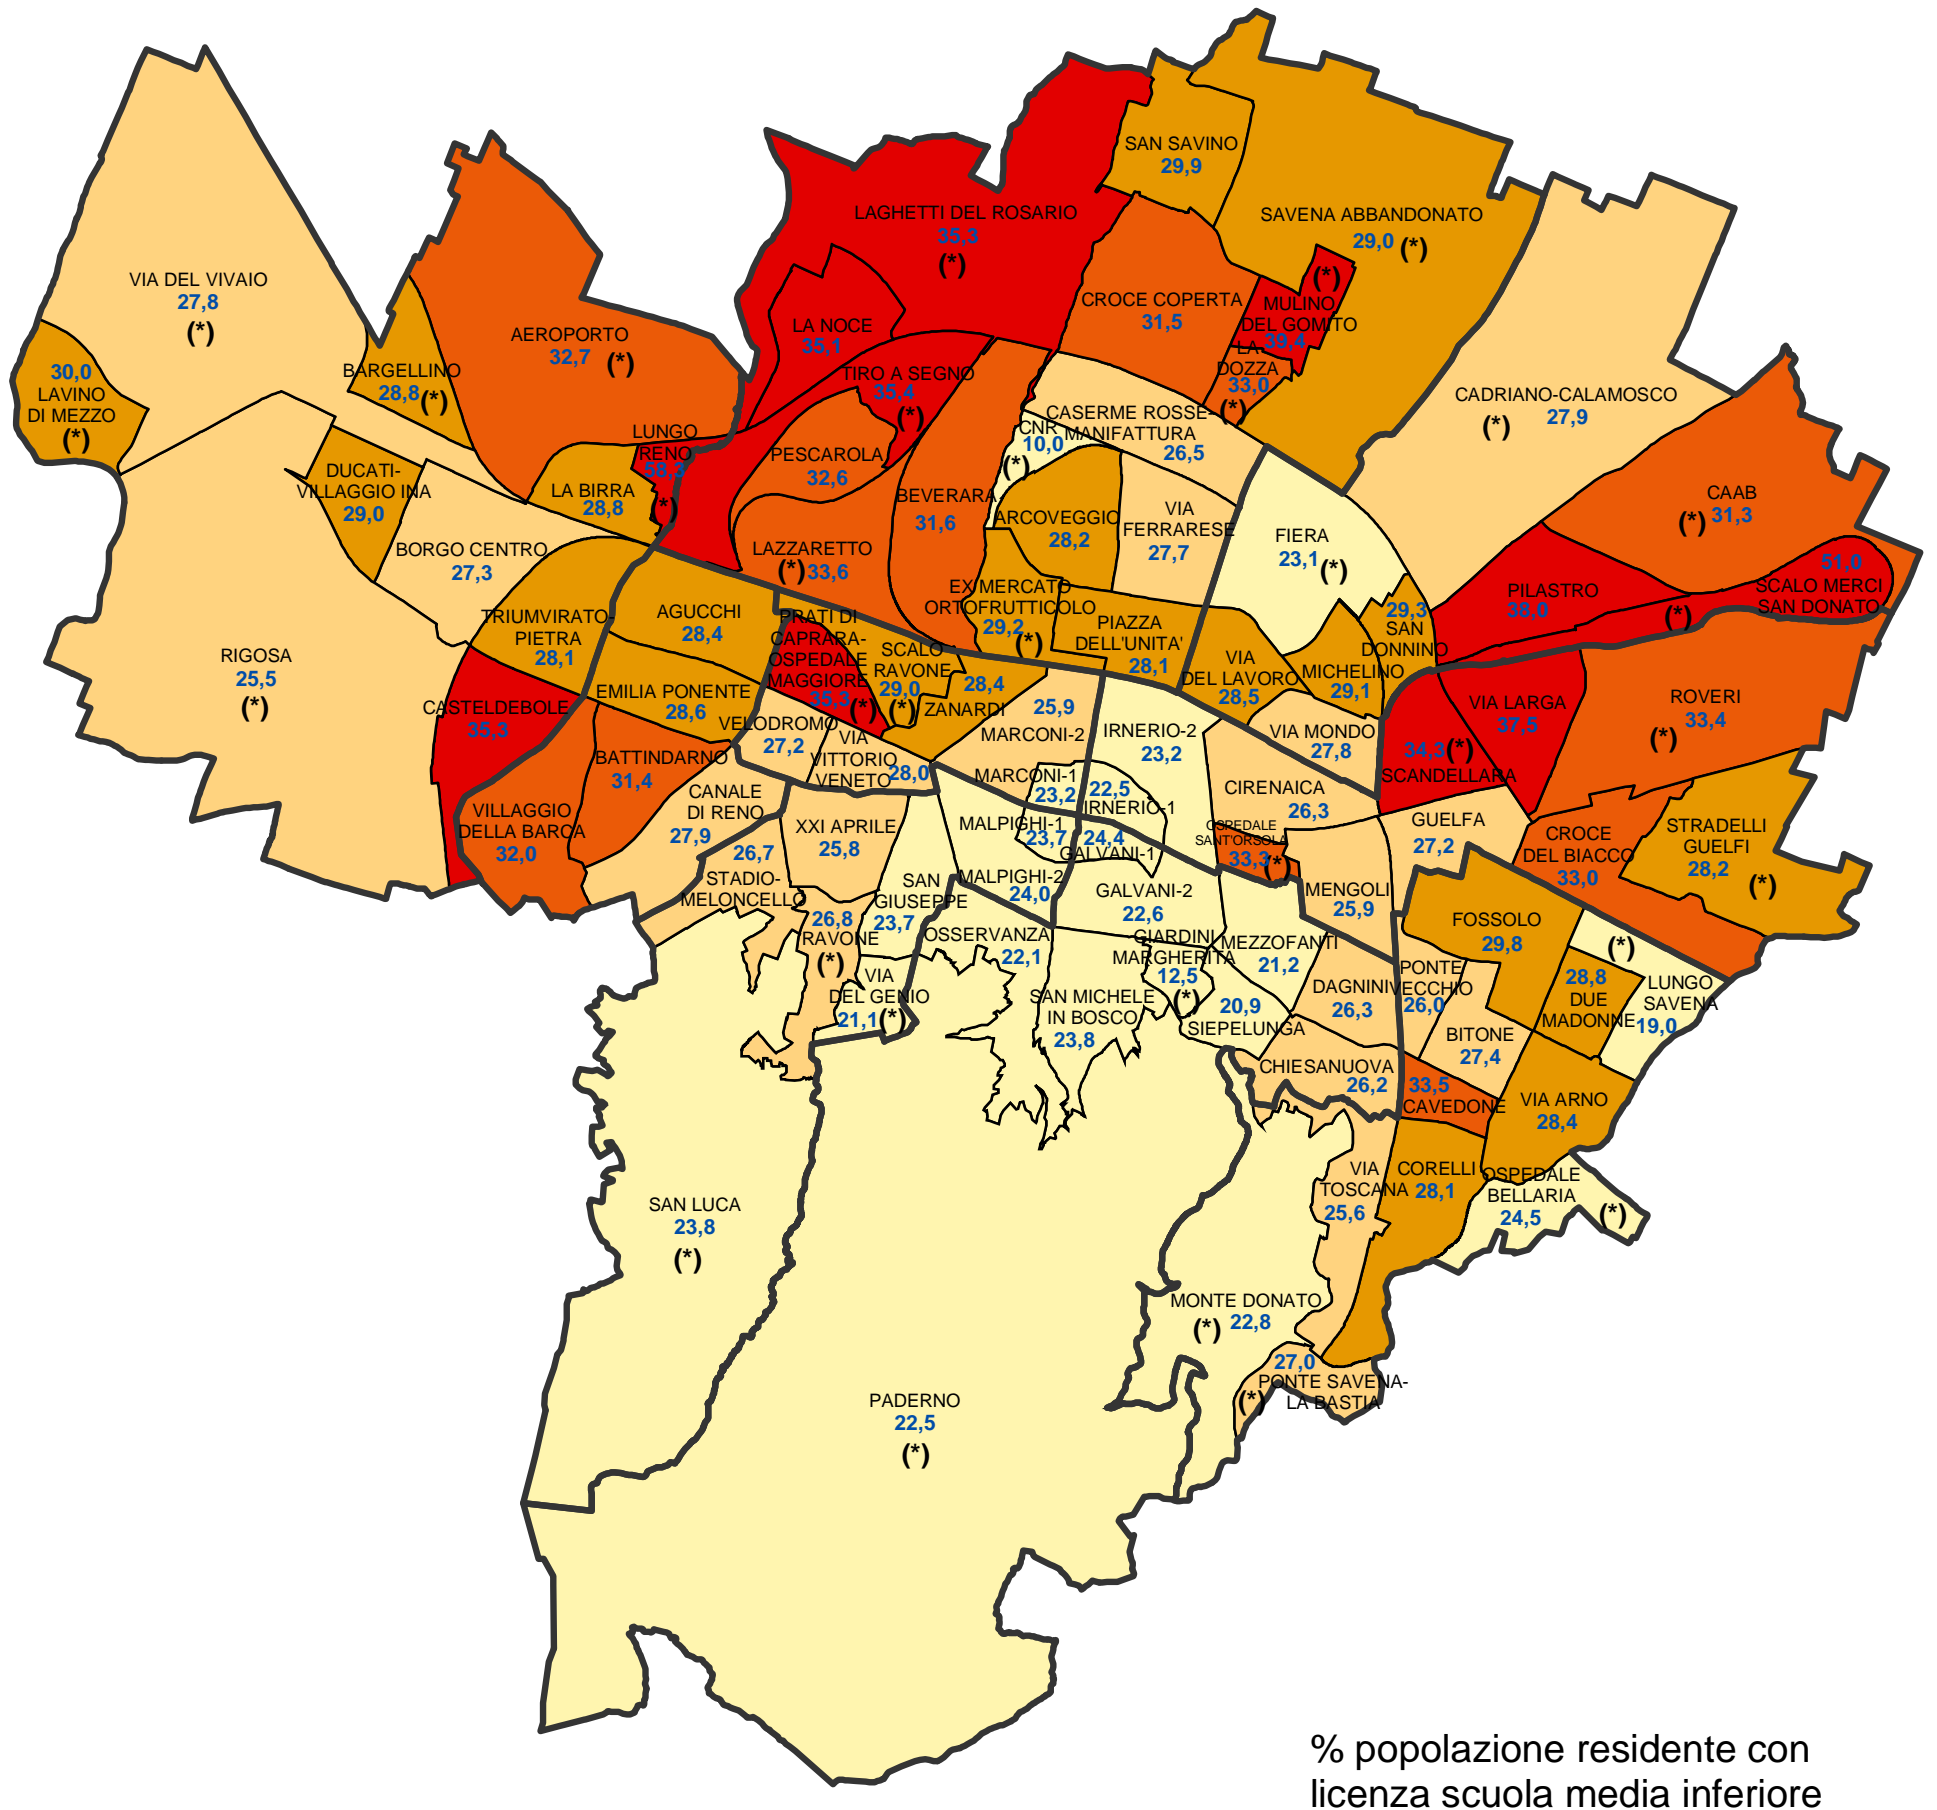 SAN SAVINO
29,9
LAGHETTI DEL ROSARIO
35,3
(*)
SAVENA ABBANDONATO
29,0 (*)
VIA DEL VIVAIO
27,8
(*)
(*)
MULINO
DEL GOMITO
39,4
CROCE COPERTA
31,5
LA NOCE
35,1
AEROPORTO
32,7 (*)
LA
DOZZA
33,0
(*)
30,0
LAVINO
DI MEZZO
(*)
BARGELLINO
28,8 (*)
TIRO A SEGNO
35,4
(*)
CADRIANO-CALAMOSCO
(*) 27,9
CASERME ROSSE-
MANIFATTURA
26,5
CNR
10,0
(*)
LUNGO
RENO
58,3
(*)
PESCAROLA
32,6
DUCATI-
VILLAGGIO INA
29,0
LA BIRRA
28,8
BEVERARA
31,6
CAAB
(*) 31,3
ARCOVEGGIO
28,2
VIA
FERRARESE
27,7
FIERA
23,1 (*)
BORGO CENTRO
27,3
LAZZARETTO
(*) 33,6
51,0
SCALO MERCI
SAN DONATO
(*)
PILASTRO
38,0
EX MERCATO
ORTOFRUTTICOLO
29,2
(*)
TRIUMVIRATO-
PIETRA
28,1
AGUCCHI
28,4
PRATI DI
CAPRARA-
OSPEDALE
MAGGIORE
35,3 (*)
SCALO
RAVONE
29,0
(*)
PIAZZA
DELL'UNITA'
28,1
29,3
SAN
DONNINO
RIGOSA
25,5
(*)
VIA
DEL LAVORO
28,5
MICHELINO
29,1
28,4
ZANARDI
EMILIA PONENTE
28,6
CASTELDEBOLE
35,3
VELODROMO
27,2
25,9
MARCONI-2
IRNERIO-2
23,2
VIA MONDO
27,8
VIA LARGA
37,5
ROVERI
33,4
(*)
VIA
VITTORIO
VENETO
28,0
34,3 (*)
SCANDELLARA
BATTINDARNO
31,4
MARCONI-1
23,2
22,5
IRNERIO-1
CIRENAICA
26,3
CANALE
DI RENO
27,9
VILLAGGIO
DELLA BARCA
32,0
XXI APRILE
25,8
MALPIGHI-1
23,7
24,4
GALVANI-1
OSPEDALE
SANT'ORSOLA
33,3
(*)
GUELFA
27,2
CROCE
DEL BIACCO
33,0
STRADELLI
GUELFI
28,2
(*)
26,7
STADIO-
MELONCELLO
MALPIGHI-2
24,0
SAN
GIUSEPPE
23,7
GALVANI-2
22,6
MENGOLI
25,9
26,8
RAVONE
(*)
FOSSOLO
29,8
OSSERVANZA
22,1
GIARDINI
MARGHERITA
12,5
(*)
MEZZOFANTI
21,2
(*)
LUNGO
SAVENA
19,0
VIA
DEL GENIO
21,1 (*)
DAGNINI
26,3
PONTE
VECCHIO
26,0
28,8
DUE
MADONNE
SAN MICHELE
IN BOSCO
23,8
20,9
SIEPELUNGA
BITONE
27,4
CHIESANUOVA
26,2
33,5
CAVEDONE
VIA ARNO
28,4
VIA
TOSCANA
25,6
CORELLI
28,1
OSPEDALE
BELLARIA
24,5
(*)
SAN LUCA
23,8
(*)
MONTE DONATO
(*) 22,8
27,0
PONTE SAVENA-
LA BASTIA
(*)
PADERNO
22,5
(*)
% popolazione residente con
licenza scuola media inferiore